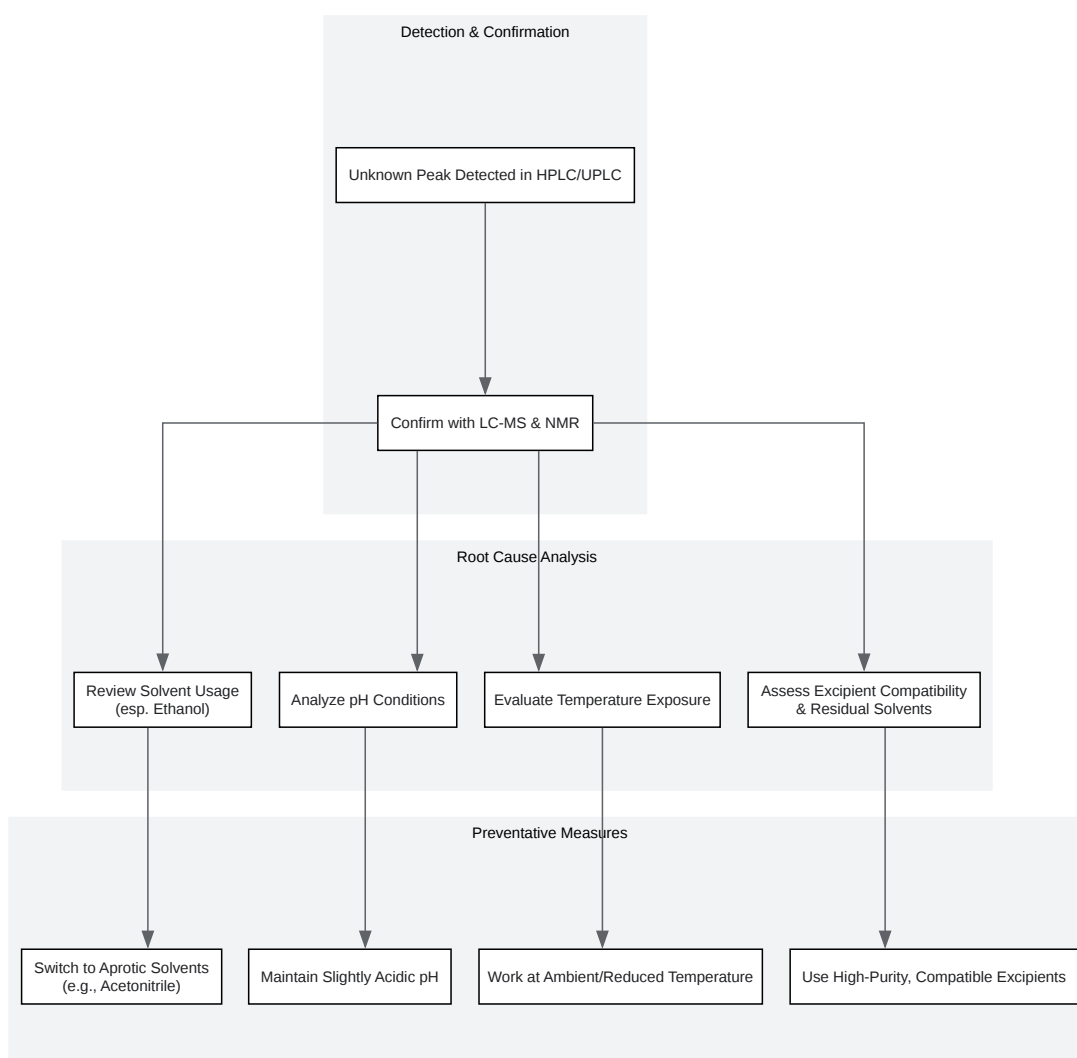 Detection & Confirmation
Unknown Peak Detected in HPLC/UPLC
Confirm with LC-MS & NMR
Root Cause Analysis
Review Solvent Usage
(esp. Ethanol)
Analyze pH Conditions
Evaluate Temperature Exposure
Assess Excipient Compatibility
& Residual Solvents
Preventative Measures
Switch to Aprotic Solvents
(e.g., Acetonitrile)
Maintain Slightly Acidic pH
Work at Ambient/Reduced Temperature
Use High-Purity, Compatible Excipients